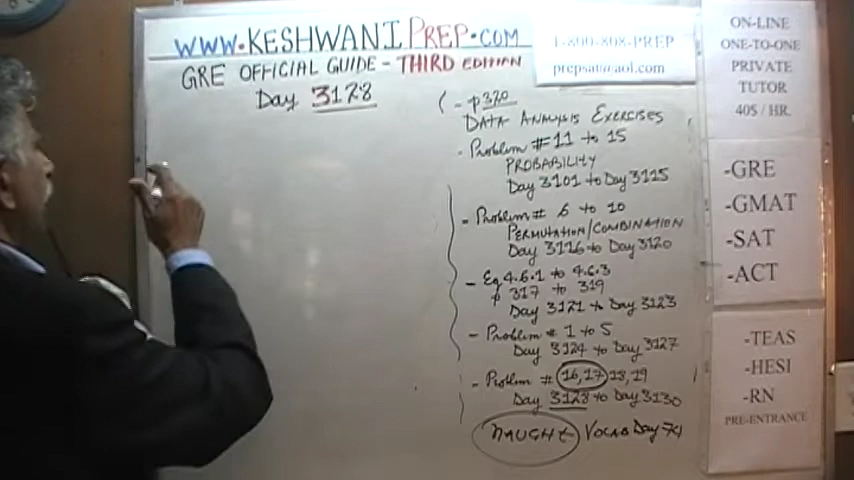 WWW.KESHWANIPREP.COM
GRE OFFICIAL GUIDE - THIRD EDITION
Day 3128
1-800-808-PREP
prepsat@aol.com
- p 320
DATA ANALYSIS EXERCISES
- Problem # 11 to 15
PROBABILITY
Day 3101 to Day 3115
- Problem # 6 to 10
PERMUTATION/COMBINATION
Day 3116 to Day 3120
- Eg 4.6.1 to 4.6.3
p 317 to 319
Day 3121 to Day 3123
- Problem # 1 to 5
Day 3124 to Day 3127
- Problem # 16, 17, 18, 19
Day 3128 to Day 3130
NAUGHT VOCAB Day 74
ON-LINE
ONE-TO-ONE
PRIVATE
TUTOR
40$ / HR.
-GRE
-GMAT
-SAT
-ACT
-TEAS
-HESI
-RN
PRE-ENTRANCE